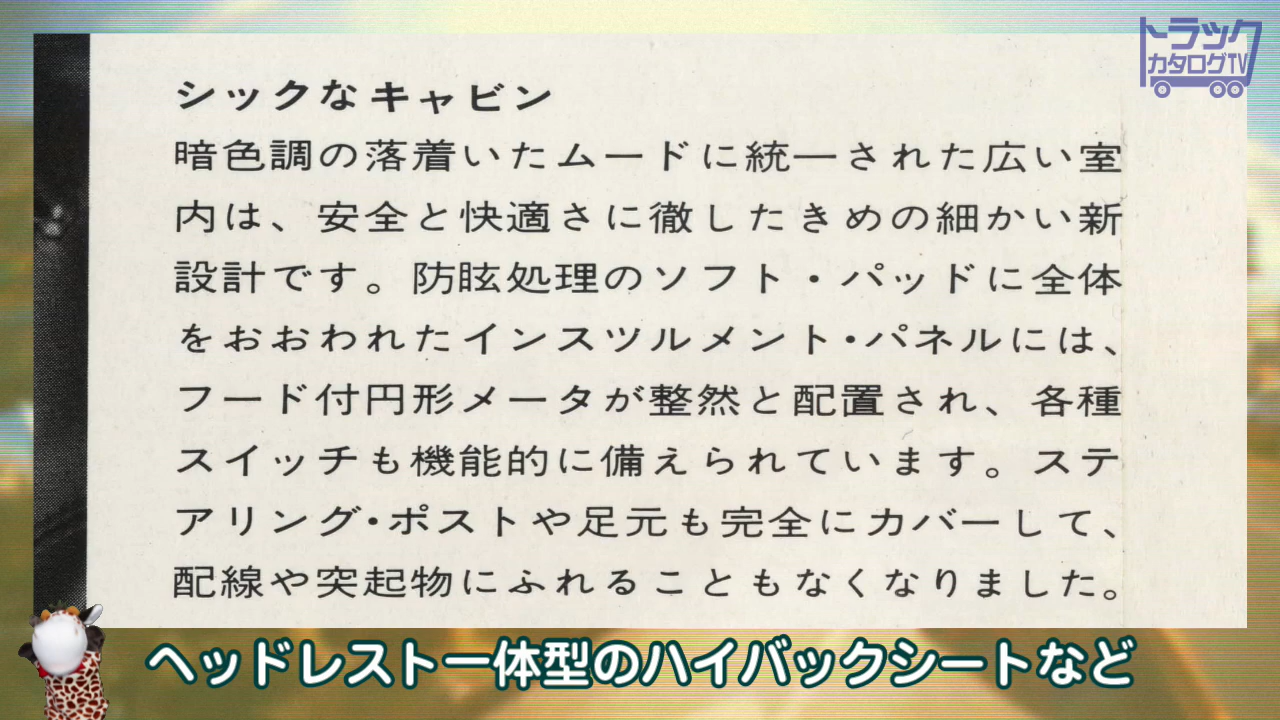 トラック
カタログTV
シックなキャビン
暗色調の落着いたムードに統一された広い室
内は、安全と快適さに徹したきめの細かい新
設計です。防眩処理のソフト・パッドに全体
をおおわれたインスツルメント・パネルには、
フード付円形メータが整然と配置され、各種
スイッチも機能的に備えられています。ステ
アリング・ポストや足元も完全にカバーして、
配線や突起物にふれることもなくなりました。
ヘッドレスト一体型のハイバックシートなど